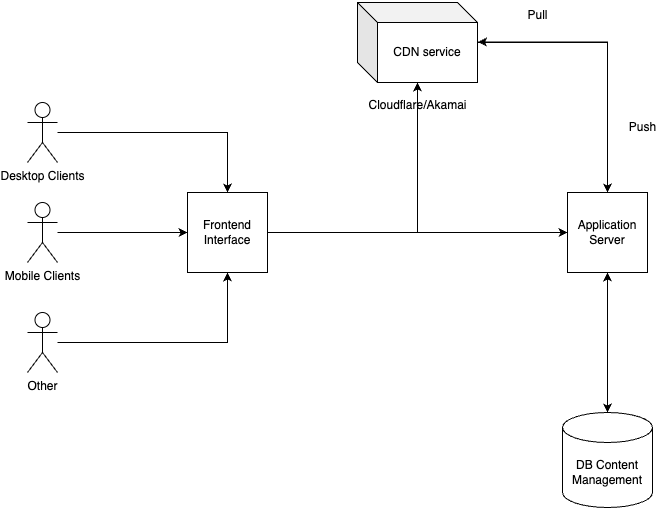 Pull
CDN service
Cloudflare/Akamai
Push
Desktop Clients
Frontend
Interface
Application
Server
Mobile Clients
Other
DB Content
Management